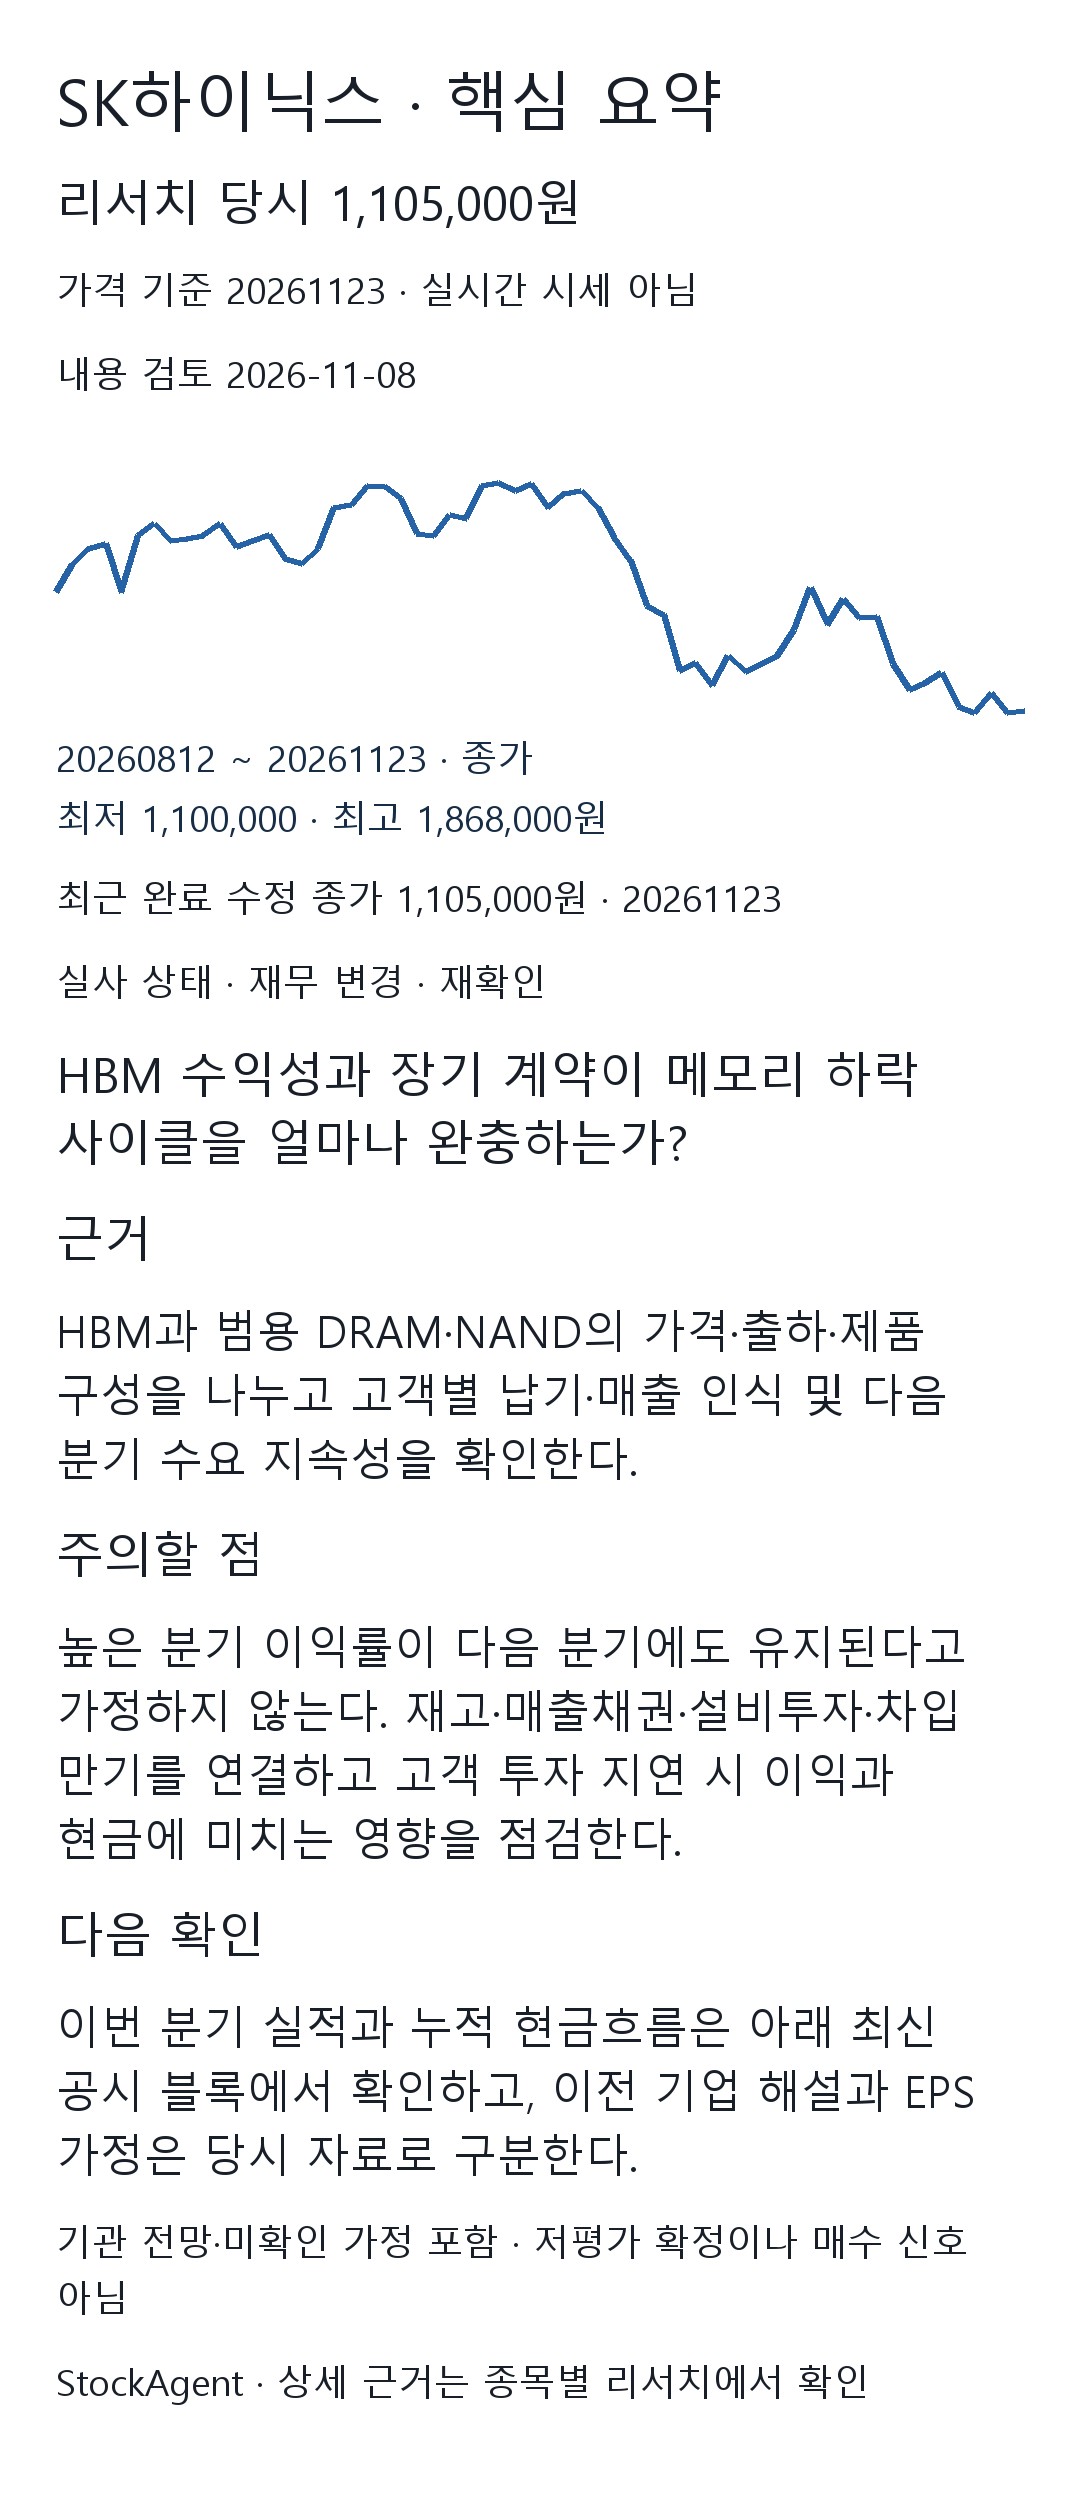 SK하이닉스 · 핵심 요약
리서치 당시 1,105,000원
가격 기준 20261123 · 실시간 시세 아님
내용 검토 2026-11-08
20260812 ~ 20261123 · 종가
최저 1,100,000 · 최고 1,868,000원
최근 완료 수정 종가 1,105,000원 · 20261123
실사 상태 · 재무 변경 · 재확인
HBM 수익성과 장기 계약이 메모리 하락
사이클을 얼마나 완충하는가?
근거
HBM과 범용 DRAM·NAND의 가격·출하·제품
구성을 나누고 고객별 납기·매출 인식 및 다음
분기 수요 지속성을 확인한다.
주의할 점
높은 분기 이익률이 다음 분기에도 유지된다고
가정하지 않는다. 재고·매출채권·설비투자·차입
만기를 연결하고 고객 투자 지연 시 이익과
현금에 미치는 영향을 점검한다.
다음 확인
이번 분기 실적과 누적 현금흐름은 아래 최신
공시 블록에서 확인하고, 이전 기업 해설과 EPS
가정은 당시 자료로 구분한다.
기관 전망·미확인 가정 포함 · 저평가 확정이나 매수 신호
아님
StockAgent · 상세 근거는 종목별 리서치에서 확인